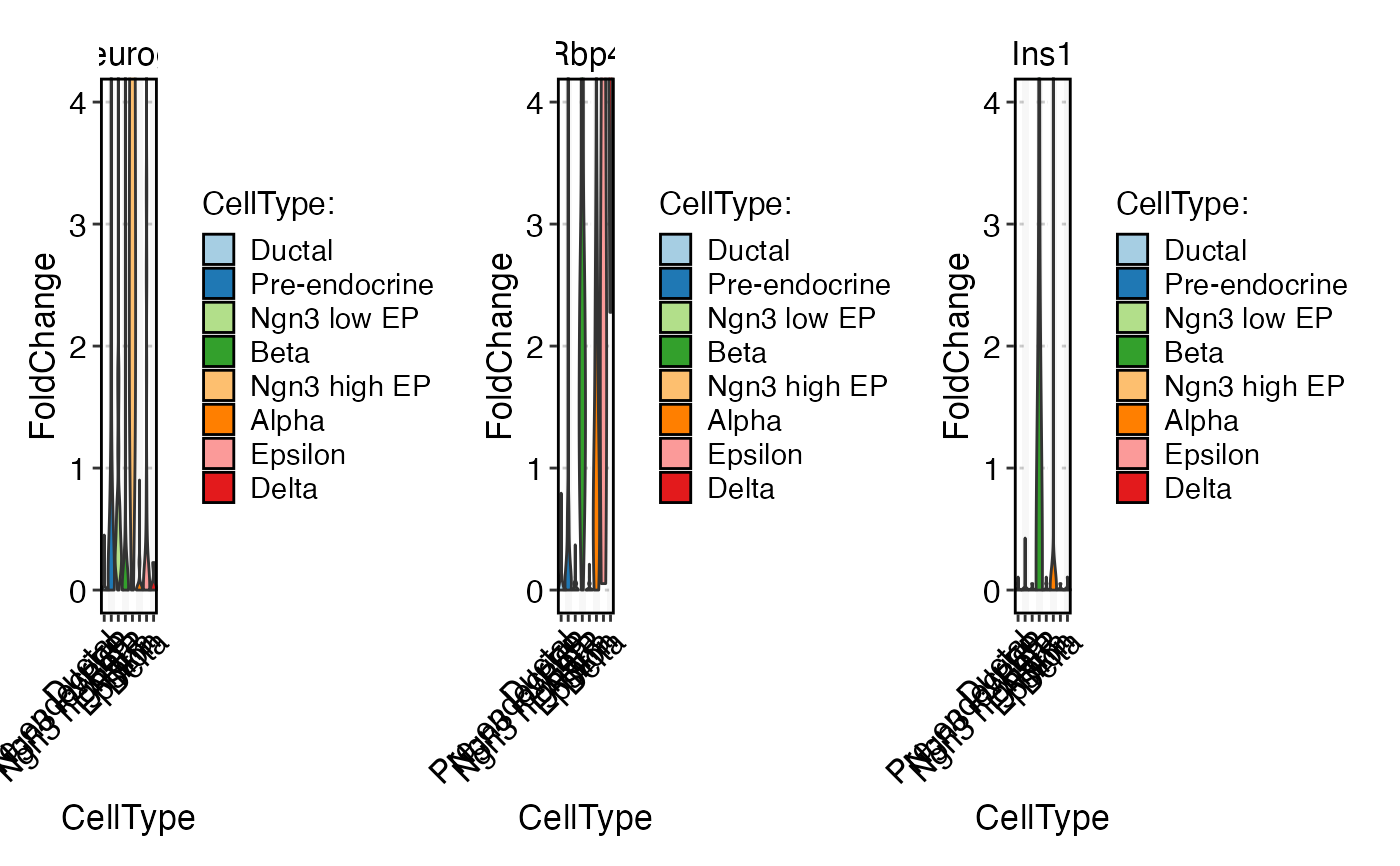 euro
Rbp4
Ins1
FoldChange
4
3
2
1
0
CellType:
Ductal
Pre-endocrine
Ngn3 low EP
Beta
Ngn3 high EP
Alpha
Epsilon
Delta
CellType
FoldChange
4
3
2
1
0
CellType:
Ductal
Pre-endocrine
Ngn3 low EP
Beta
Ngn3 high EP
Alpha
Epsilon
Delta
CellType
FoldChange
4
3
2
1
0
CellType:
Ductal
Pre-endocrine
Ngn3 low EP
Beta
Ngn3 high EP
Alpha
Epsilon
Delta
CellType